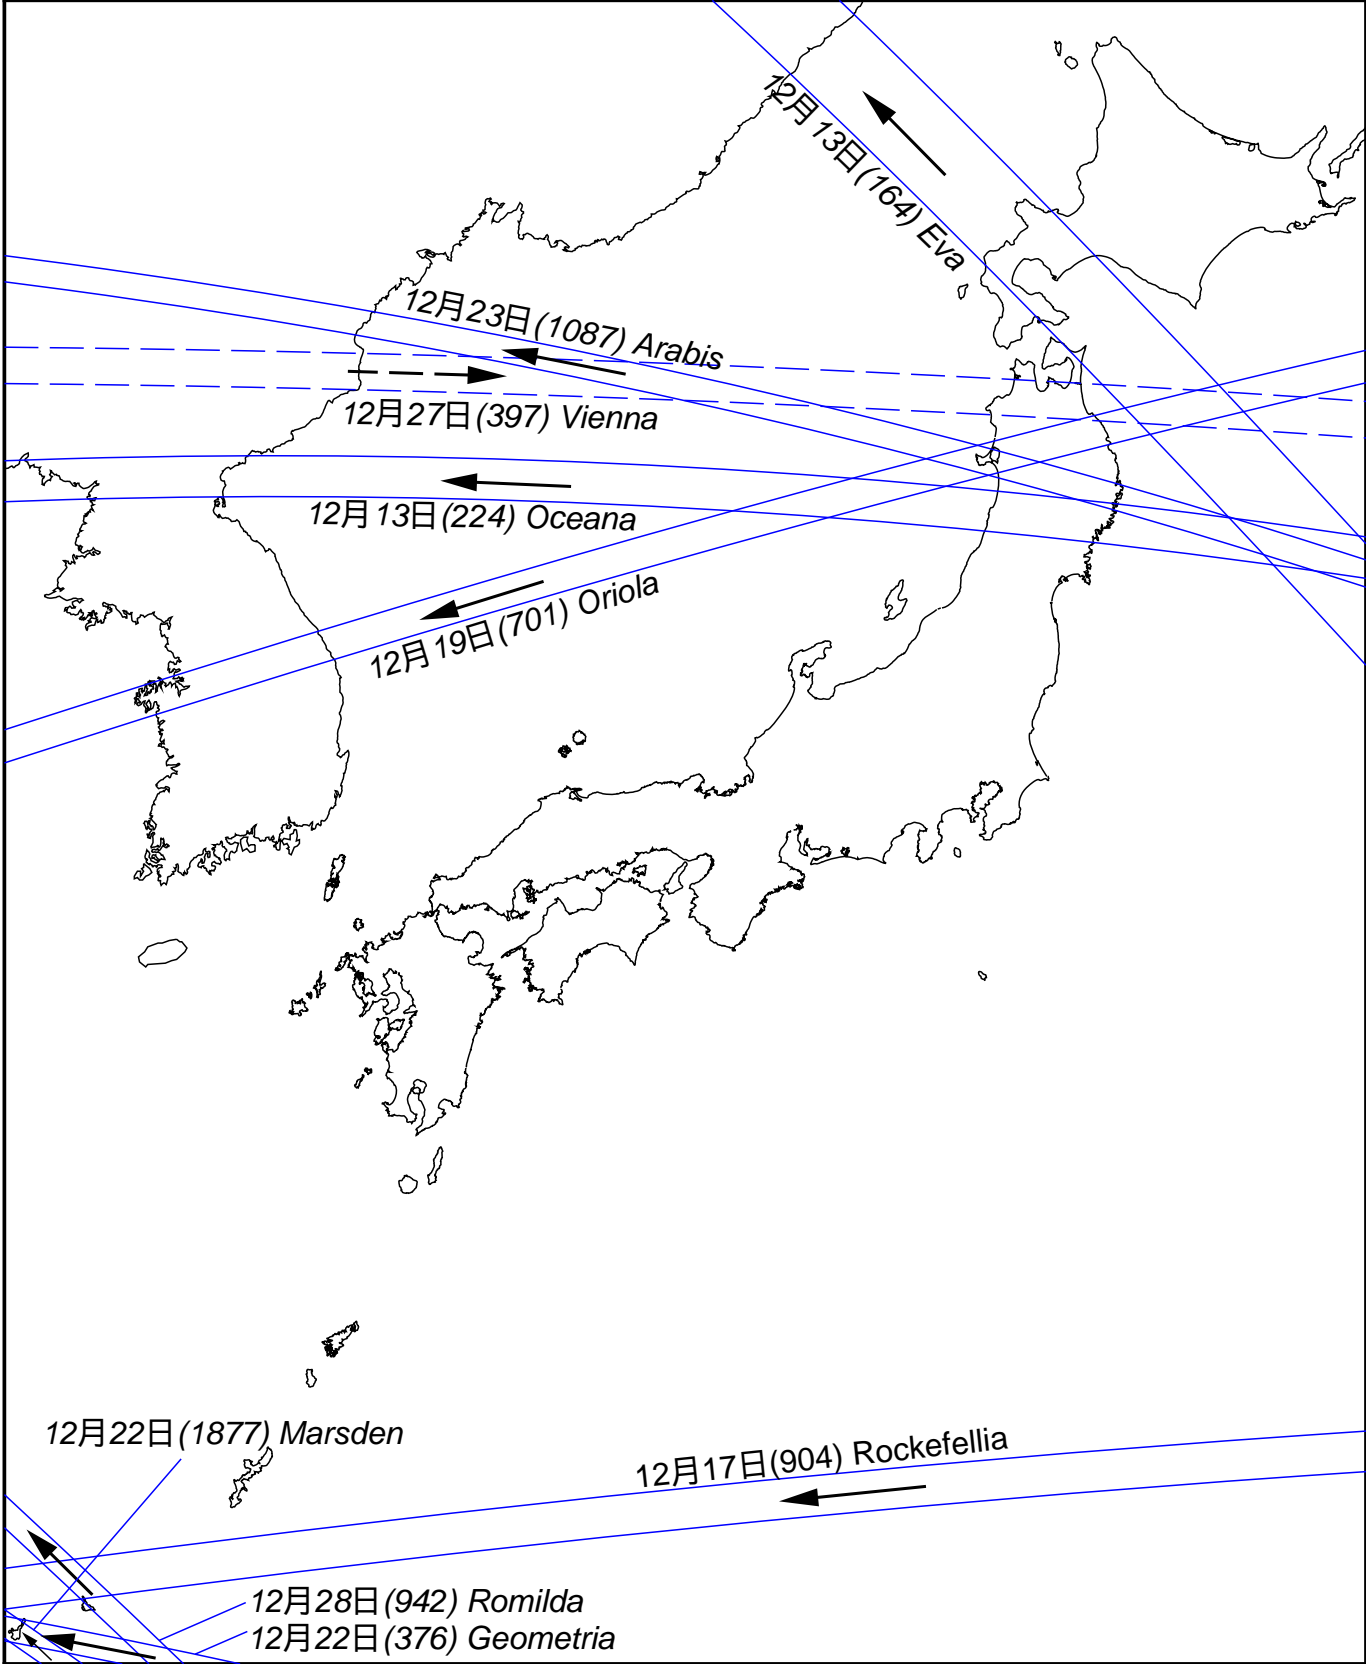 12月13日(164) Eva
12月23日(1087) Arabis
12月27日(397) Vienna
12月13日(224) Oceana
12月19日(701) Oriola
12月22日(1877) Marsden
12月17日(904) Rockefellia
12月28日(942) Romilda
12月22日(376) Geometria